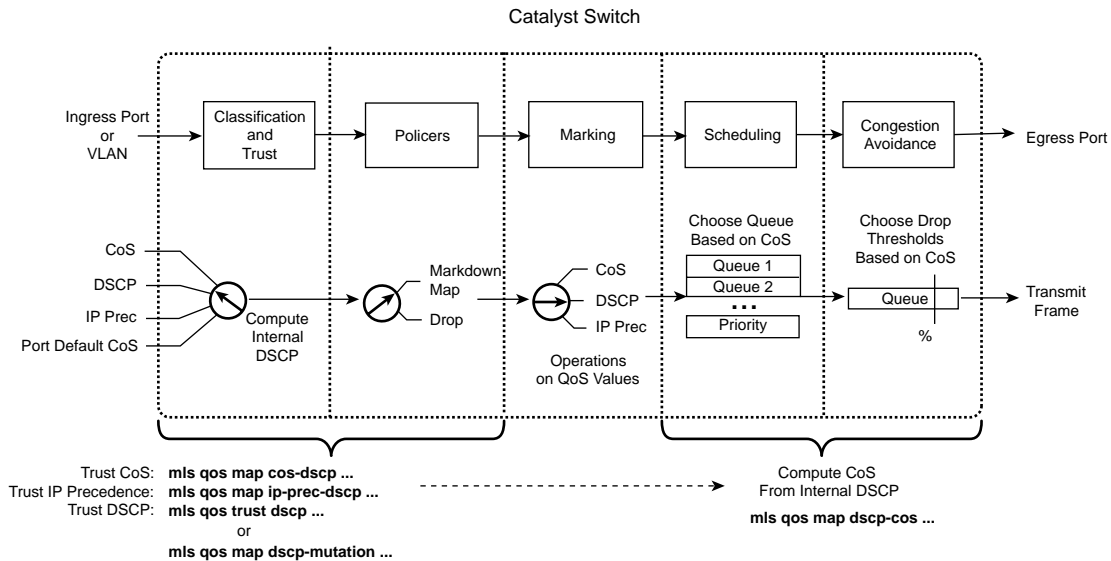 Catalyst Switch
Ingress Port
or
VLAN
Classification
and
Trust
Policers
Marking
Scheduling
Congestion
Avoidance
Egress Port
CoS
DSCP
IP Prec
Port Default CoS
Compute
Internal
DSCP
Markdown
Map
Drop
CoS
DSCP
IP Prec
Operations
on QoS Values
Choose Queue
Based on CoS
Queue 1
Queue 2
...
Priority
Choose Drop
Thresholds
Based on CoS
Queue
%
Transmit
Frame
Trust CoS: mls qos map cos-dscp ...
Trust IP Precedence: mls qos map ip-prec-dscp ...
Trust DSCP: mls qos trust dscp ...
or
mls qos map dscp-mutation ...
Compute CoS
From Internal DSCP
mls qos map dscp-cos ...